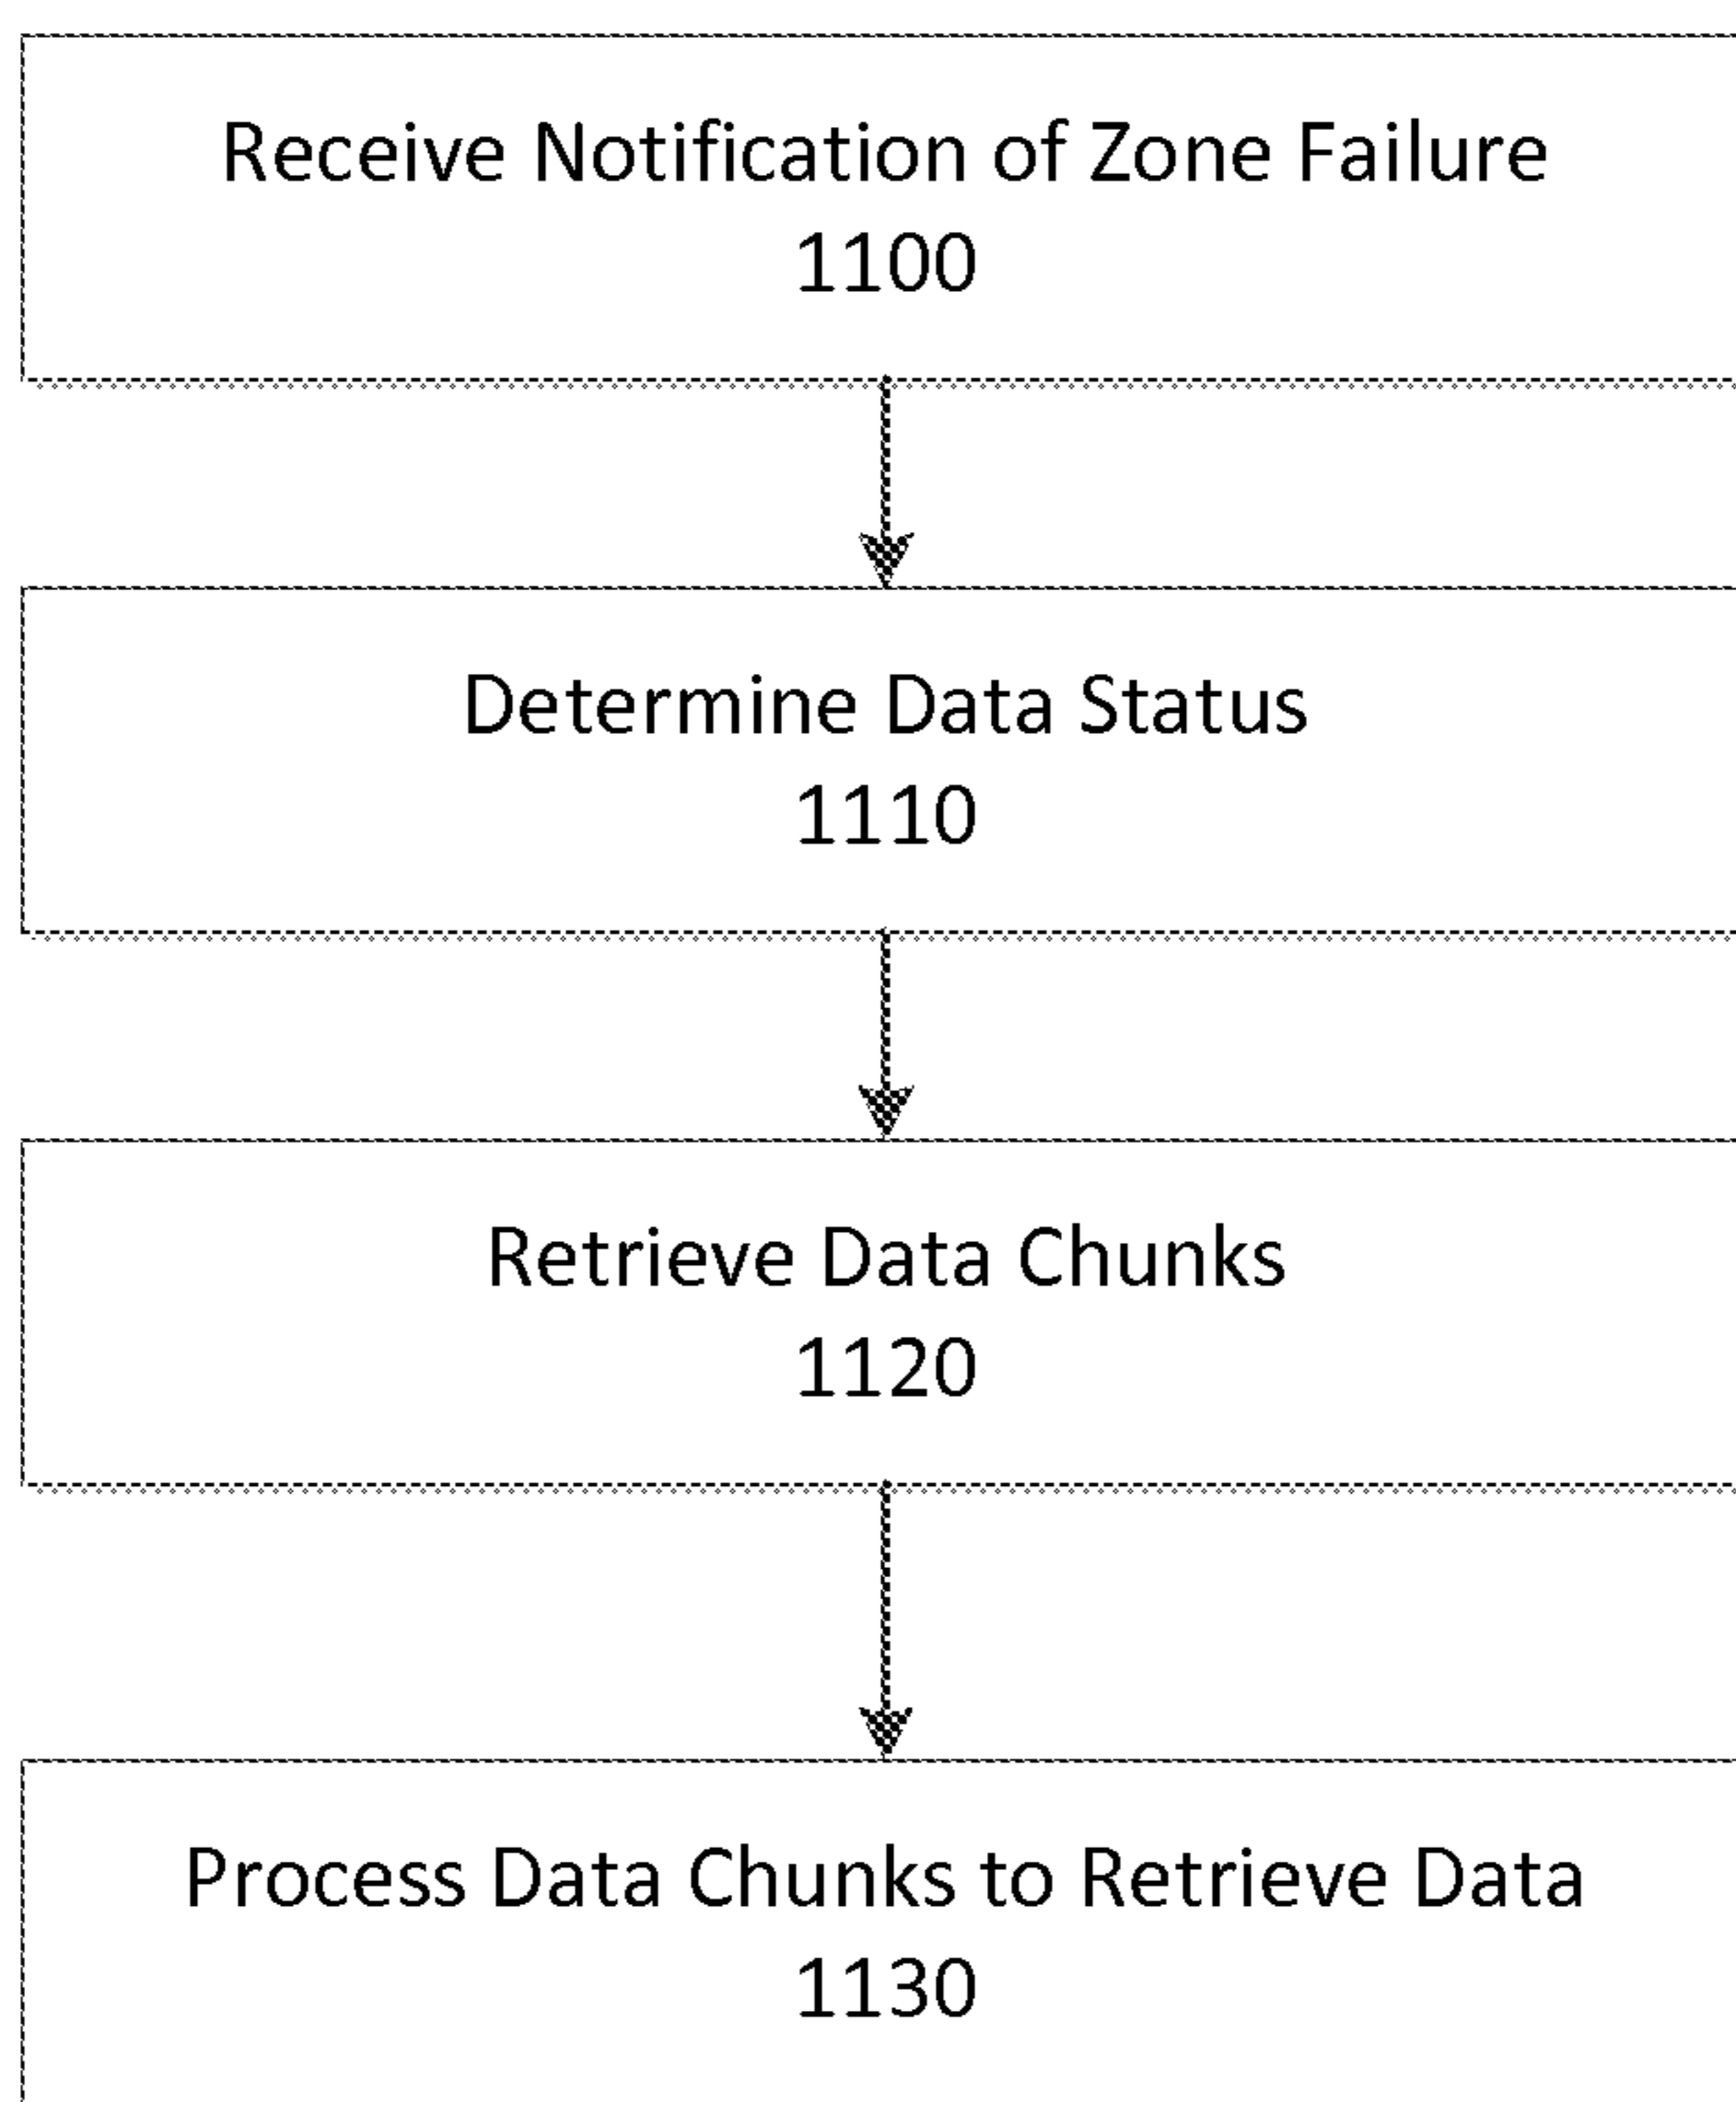 Receive Notification of Zone Failure
1100
Determine Data Status
1110
Retrieve Data Chunks
1120
Process Data Chunks to Retrieve Data
1130